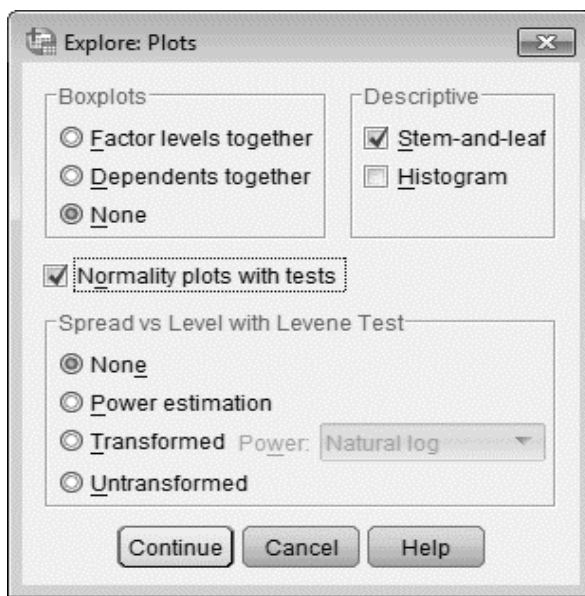 Explore: Plots
Boxplots
Factor levels together
Dependents together
None
Descriptive
Stem-and-leaf
Histogram
Normality plots with tests
Spread vs Level with Levene Test
None
Power estimation
Transformed Power: Natural log
Untransformed
Continue Cancel Help